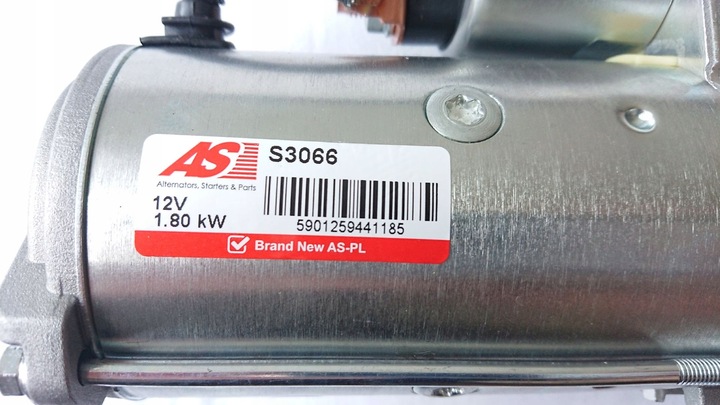 AS S3066
Alternators, Starters & Parts
12V
1.80 kW
5901259441185
Brand New AS-PL